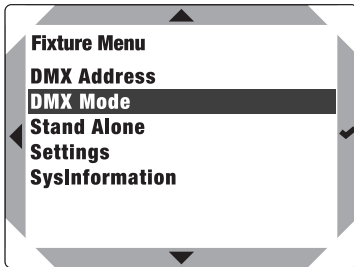 Fixture Menu
DMX Address
DMX Mode
Stand Alone
Settings
SysInformation